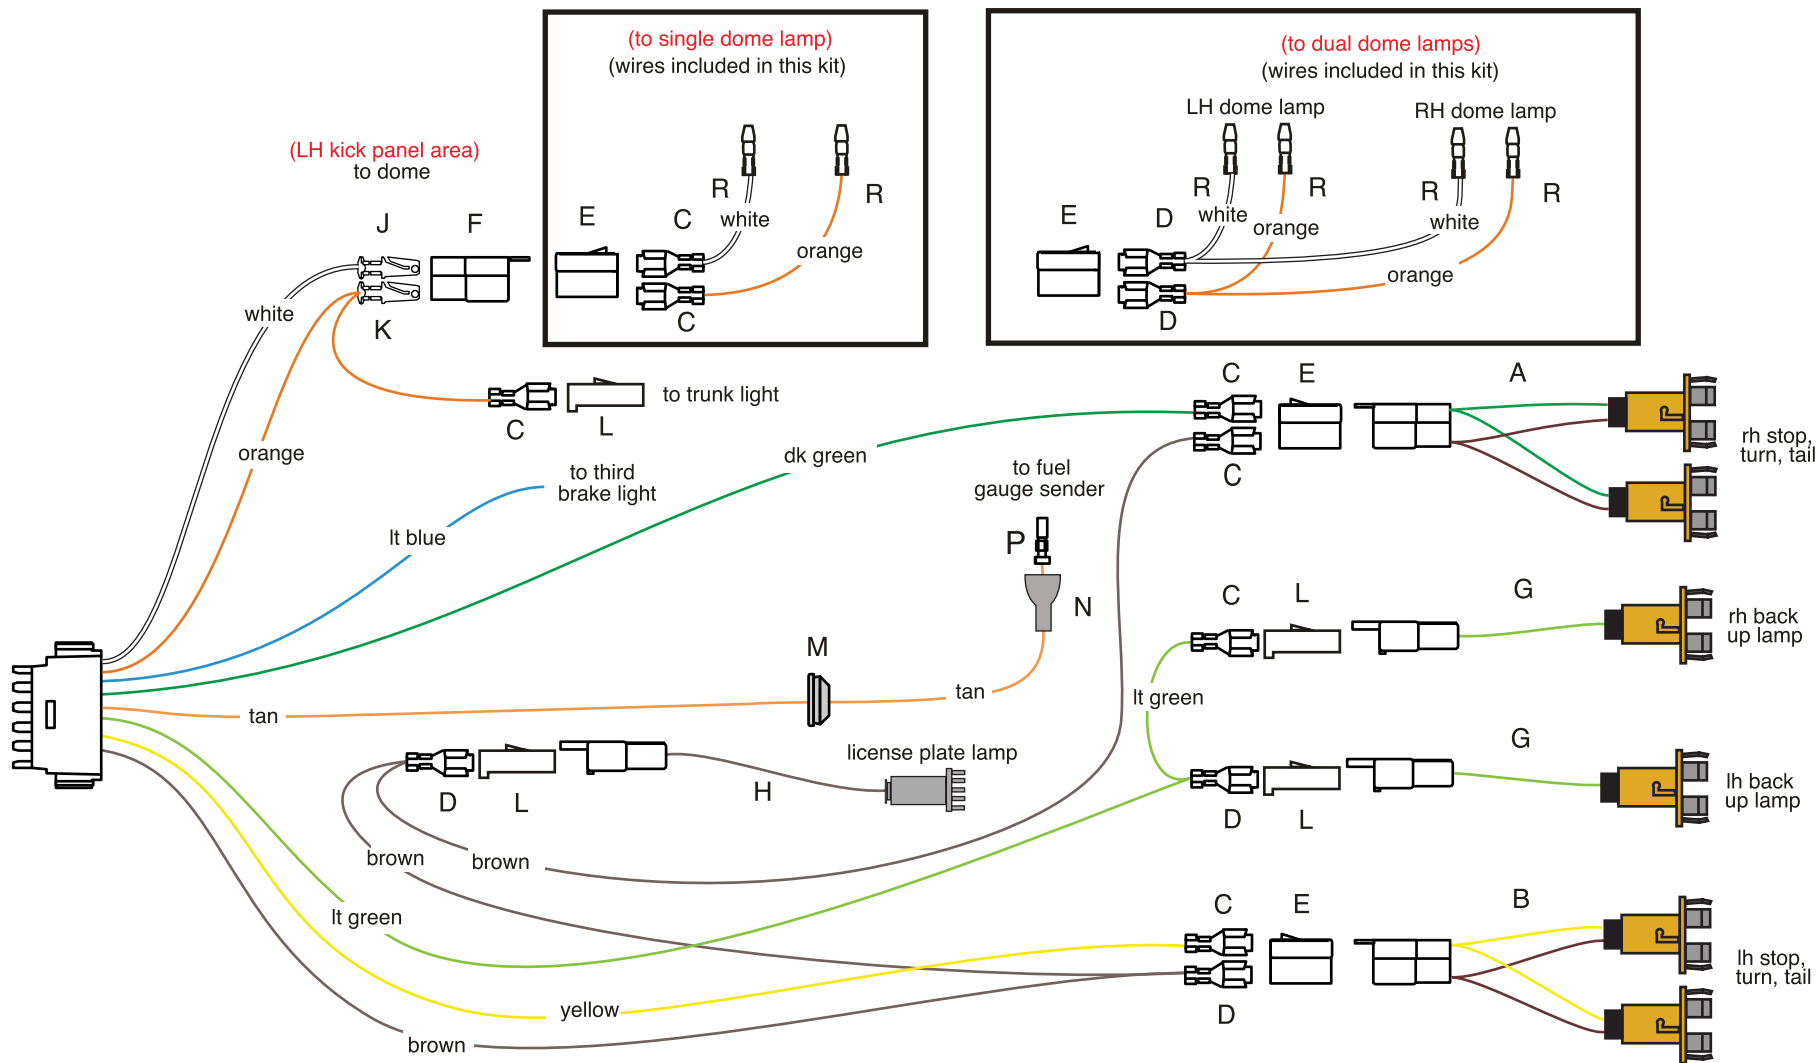 (to single dome lamp)
(wires included in this kit)
(to dual dome lamps)
(wires included in this kit)
LH dome lamp
RH dome lamp
(LH kick panel area)
to dome
J
F
E
C
R
white
R
orange
C
E
D
R
white
R
orange
R
white
R
orange
D
white
K
C
L
to trunk light
orange
to third
brake light
lt blue
dk green
to fuel
gauge sender
P
N
M
tan
tan
C
E
A
C
rh stop,
turn, tail
C
L
G
rh back
up lamp
lt green
license plate lamp
D
L
H
G
D
L
lh back
up lamp
brown
brown
lt green
C
E
B
D
lh stop,
turn, tail
yellow
brown